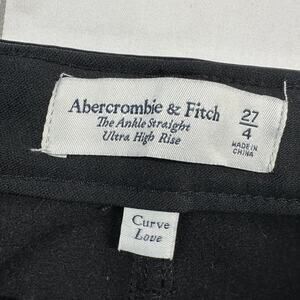 Abercrombie & Fitch
The Ankle Straight
Ultra High Rise
27
4
MADE IN
CHINA
Curve
Love